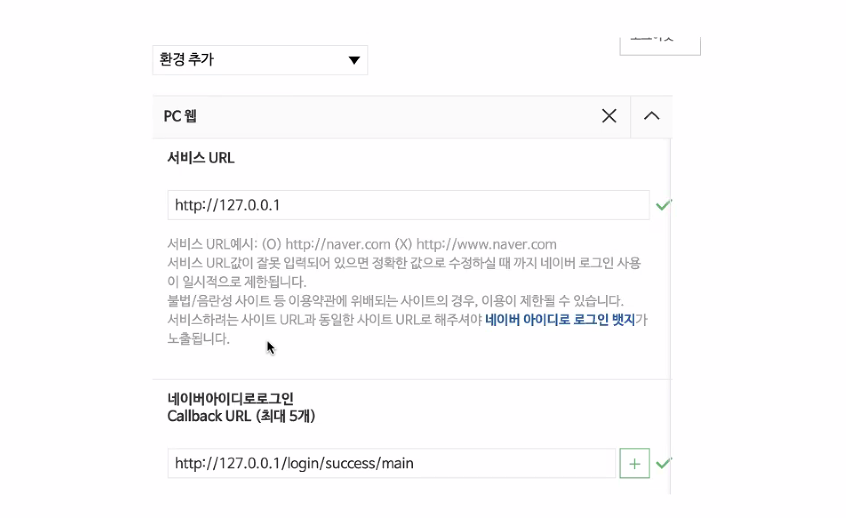 환경 추가
PC 웹
서비스 URL
http://127.0.0.1
서비스 URL예시: (O) http://naver.com (X) http://www.naver.com
서비스 URL값이 잘못 입력되어 있으면 정확한 값으로 수정하실 때 까지 네이버 로그인 사용
이 일시적으로 제한됩니다.
불법/음란성 사이트 등 이용약관에 위배되는 사이트의 경우, 이용이 제한될 수 있습니다.
서비스하려는 사이트 URL과 동일한 사이트 URL로 해주셔야 네이버 아이디로 로그인 뱃지가
노출됩니다.
네이버아이디로로그인
Callback URL (최대 5개)
http://127.0.0.1/login/success/main